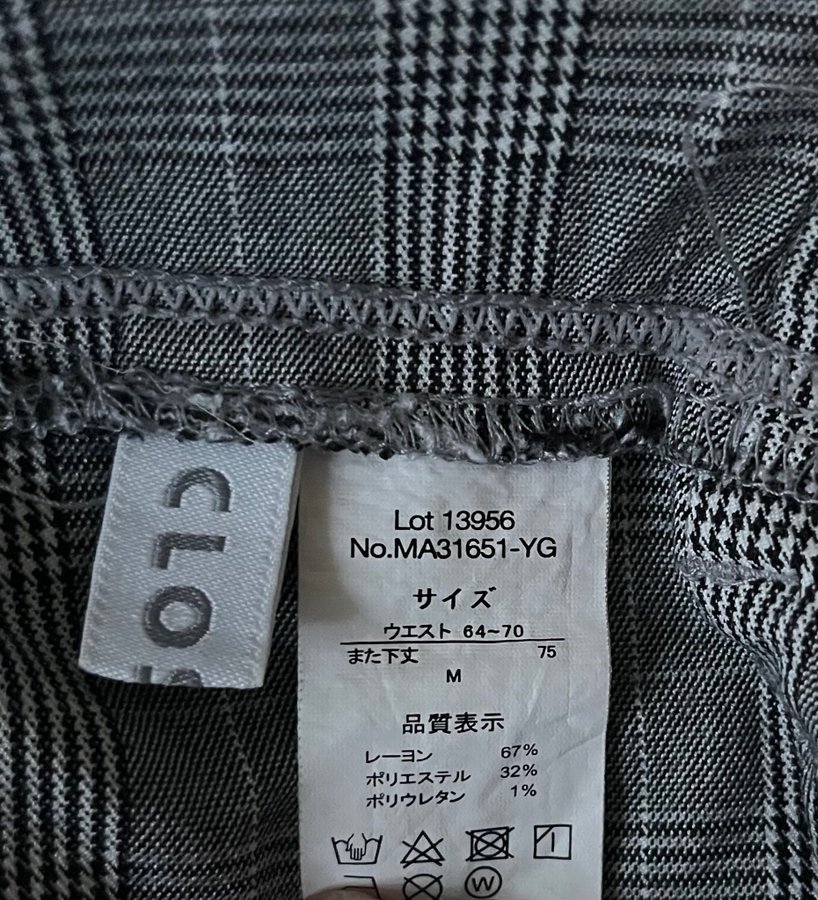 CLO
Lot 13956
No.MA31651-YG
サイズ
ウエスト 64~70
また下丈 75
M
品質表示
レーヨン 67%
ポリエステル 32%
ポリウレタン 1%
W